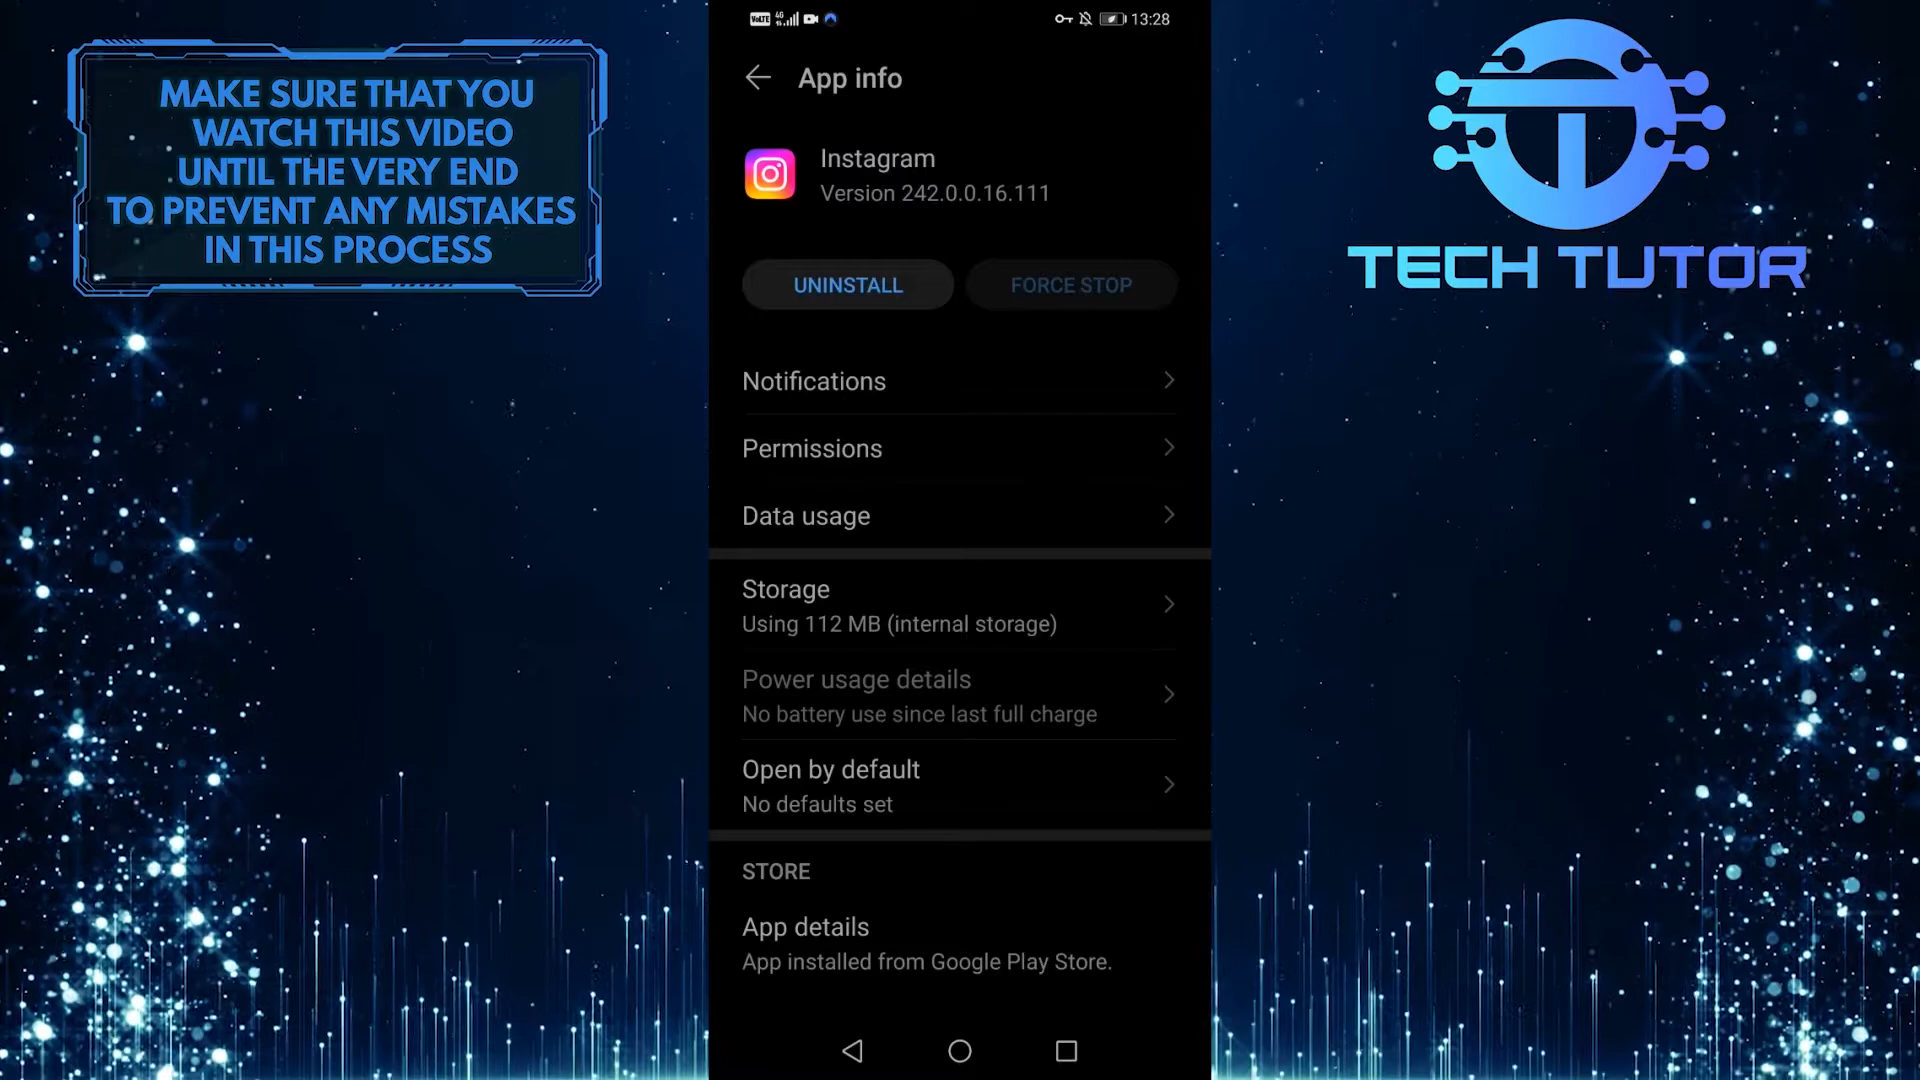 MAKE SURE THAT YOU
WATCH THIS VIDEO
UNTIL THE VERY END
TO PREVENT ANY MISTAKES
IN THIS PROCESS
VoLTE 4G 13:28
App info
Instagram
Version 242.0.0.16.111
UNINSTALL FORCE STOP
Notifications
Permissions
Data usage
Storage
Using 112 MB (internal storage)
Power usage details
No battery use since last full charge
Open by default
No defaults set
STORE
App details
App installed from Google Play Store.
TECH TUTOR